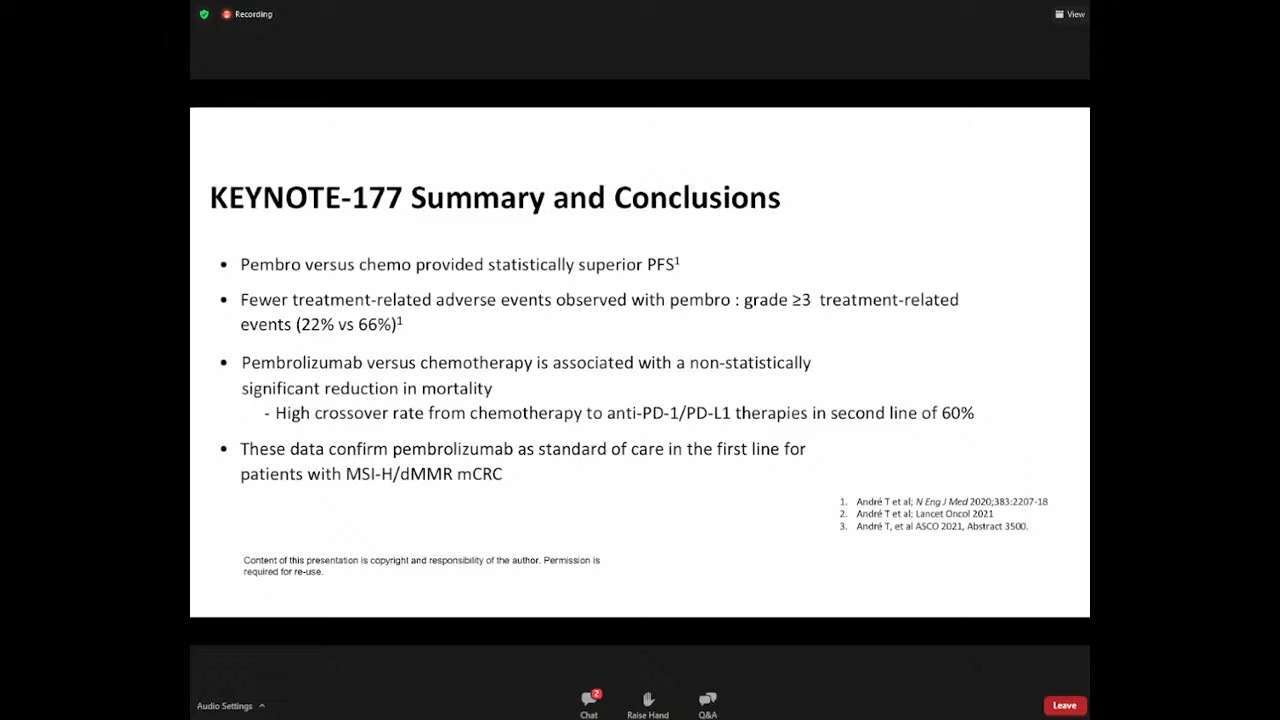 Recording
View
KEYNOTE-177 Summary and Conclusions
• Pembro versus chemo provided statistically superior PFS¹
• Fewer treatment-related adverse events observed with pembro : grade ≥3 treatment-related
events (22% vs 66%)¹
• Pembrolizumab versus chemotherapy is associated with a non-statistically
significant reduction in mortality
- High crossover rate from chemotherapy to anti-PD-1/PD-L1 therapies in second line of 60%
• These data confirm pembrolizumab as standard of care in the first line for
patients with MSI-H/dMMR mCRC
1. André T et al; N Eng J Med 2020;383:2207-18
2. André T et al; Lancet Oncol 2021
3. André T, et al ASCO 2021, Abstract 3500.
Content of this presentation is copyright and responsibility of the author. Permission is
required for re-use.
Audio Settings
2
Chat
Raise Hand
Q&A
Leave